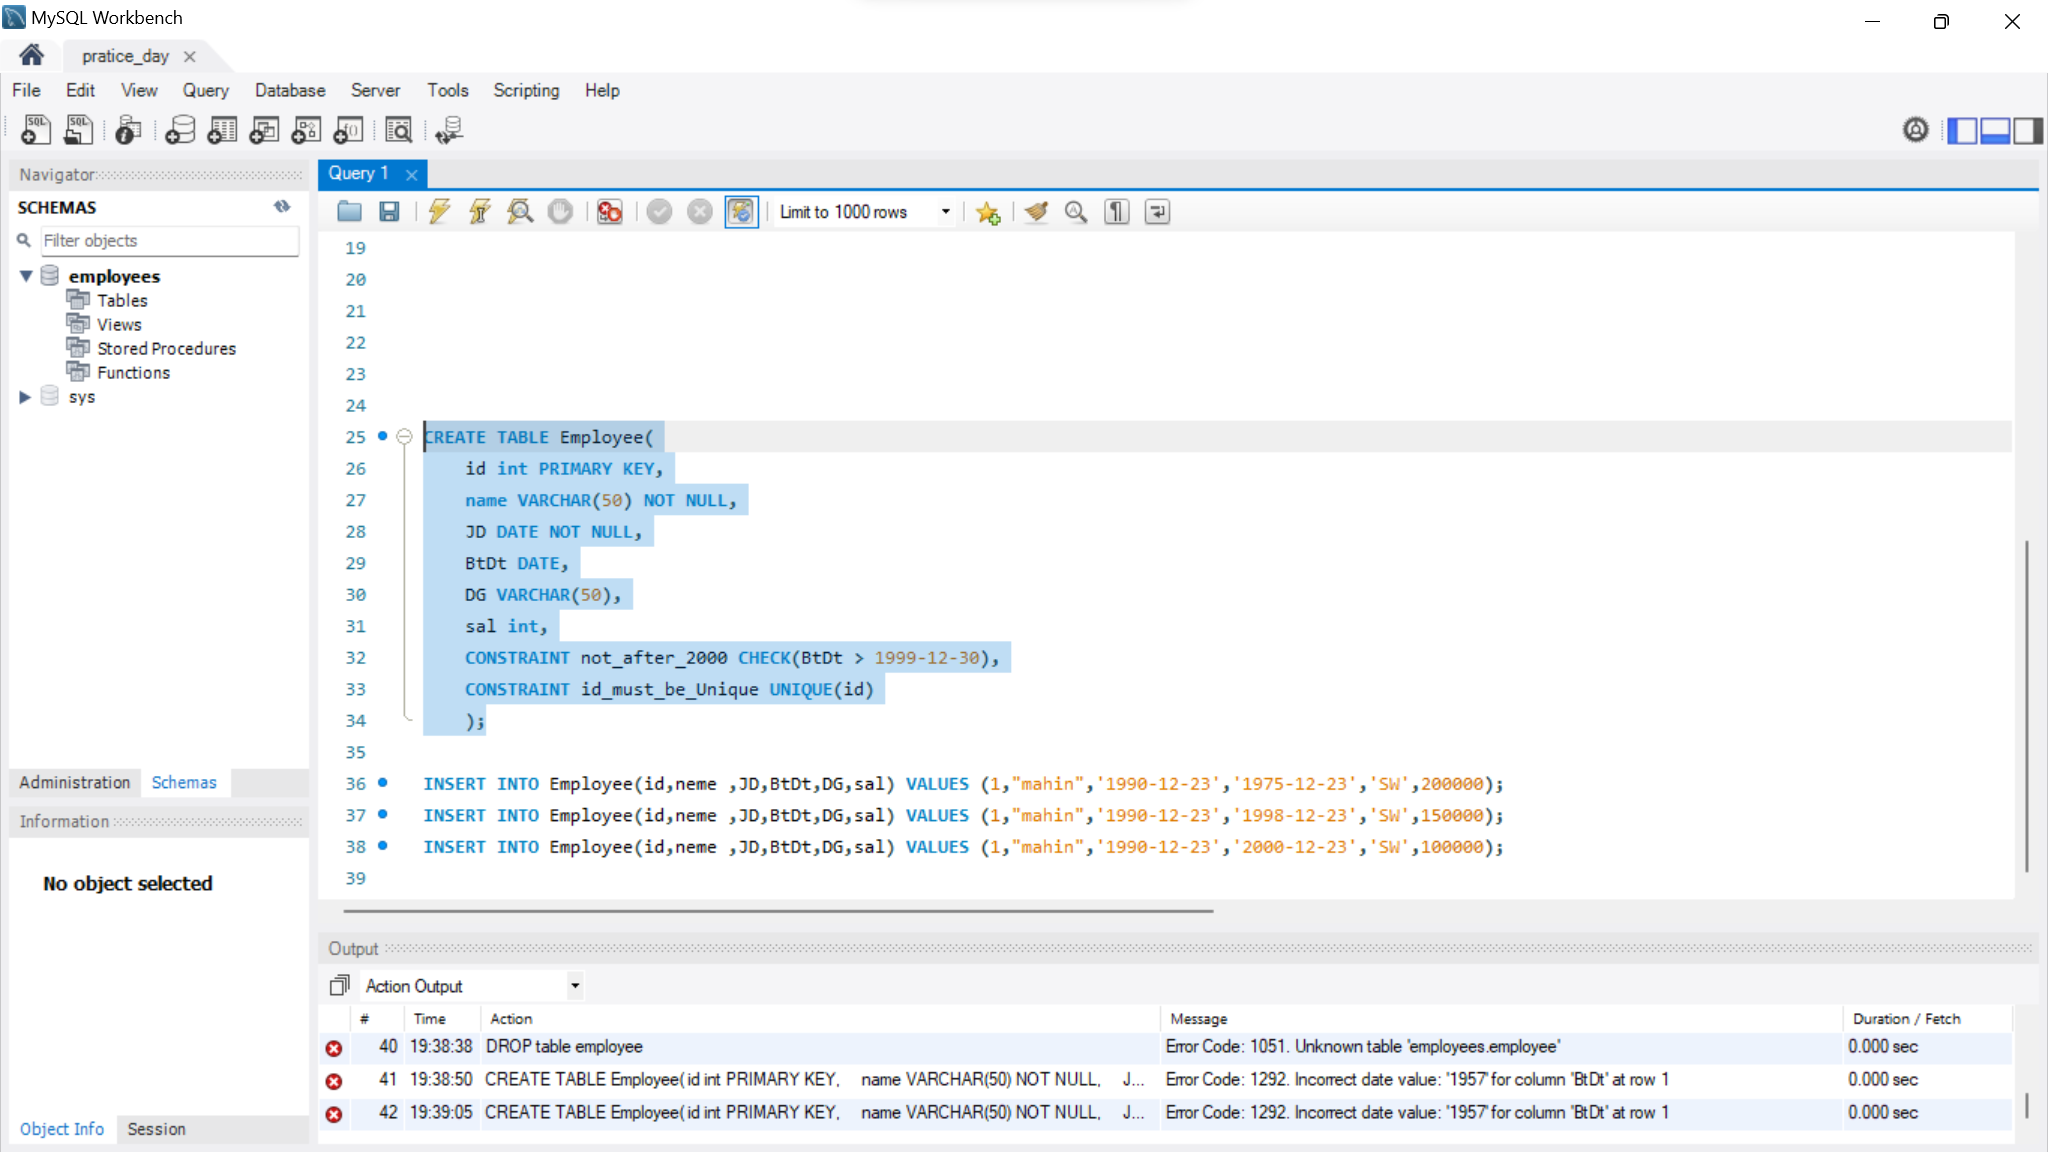 MySQL Workbench
pratice_day
File Edit View Query Database Server Tools Scripting Help
Navigator
SCHEMAS
Filter objects
employees
Tables
Views
Stored Procedures
Functions
sys
Administration Schemas
Information
No object selected
Object Info Session
Query 1
Limit to 1000 rows
19
20
21
22
23
24
25 CREATE TABLE Employee(
26 id int PRIMARY KEY,
27 name VARCHAR(50) NOT NULL,
28 JD DATE NOT NULL,
29 BtDt DATE,
30 DG VARCHAR(50),
31 sal int,
32 CONSTRAINT not_after_2000 CHECK(BtDt > 1999-12-30),
33 CONSTRAINT id_must_be_Unique UNIQUE(id)
34 );
35
36 INSERT INTO Employee(id,neme ,JD,BtDt,DG,sal) VALUES (1,"mahin",'1990-12-23','1975-12-23','SW',200000);
37 INSERT INTO Employee(id,neme ,JD,BtDt,DG,sal) VALUES (1,"mahin",'1990-12-23','1998-12-23','SW',150000);
38 INSERT INTO Employee(id,neme ,JD,BtDt,DG,sal) VALUES (1,"mahin",'1990-12-23','2000-12-23','SW',100000);
39
Output
Action Output
# Time Action Message Duration / Fetch
40 19:38:38 DROP table employee Error Code: 1051. Unknown table 'employees.employee' 0.000 sec
41 19:38:50 CREATE TABLE Employee( id int PRIMARY KEY, name VARCHAR(50) NOT NULL, J... Error Code: 1292. Incorrect date value: '1957' for column 'BtDt' at row 1 0.000 sec
42 19:39:05 CREATE TABLE Employee( id int PRIMARY KEY, name VARCHAR(50) NOT NULL, J... Error Code: 1292. Incorrect date value: '1957' for column 'BtDt' at row 1 0.000 sec